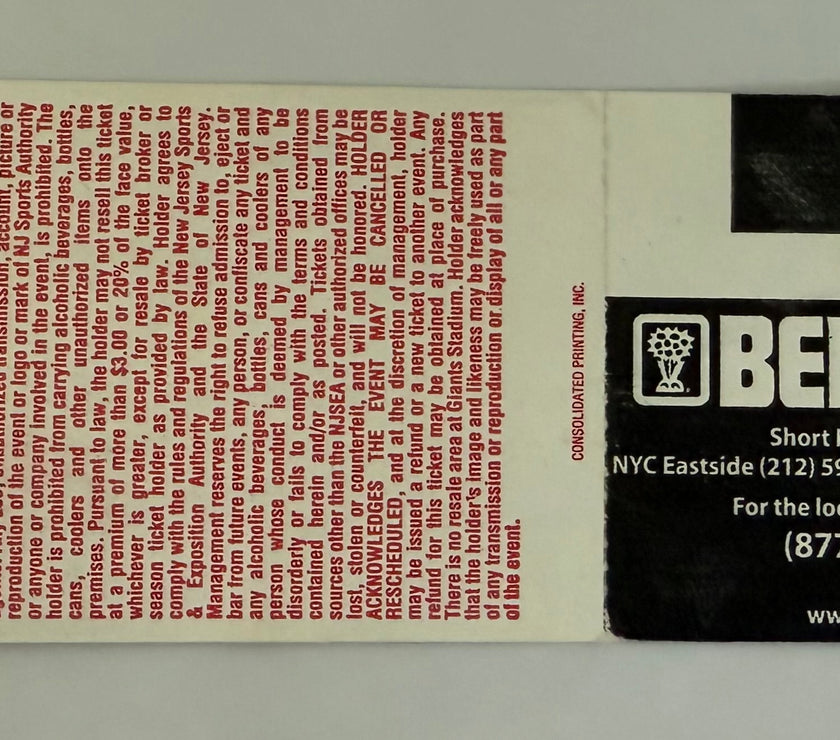 transmission, account, picture or
reproduction of the event or logo or mark of NJ Sports Authority
or anyone or company involved in the event, is prohibited. The
holder is prohibited from carrying alcoholic beverages, bottles,
cans, coolers and other unauthorized items onto the
premises. Pursuant to law, the holder may not resell this ticket
at a premium of more than $3.00 or 20% of the face value,
whichever is greater, except for resale by ticket broker or
season ticket holder as provided by law. Holder agrees to
comply with the rules and regulations of the New Jersey Sports
& Exposition Authority and the State of New Jersey.
Management reserves the right to refuse admission to, eject or
bar from future events, any person, or confiscate any ticket and
any alcoholic beverages, bottles, cans and coolers of any
person whose conduct is deemed by management to be
disorderly or fails to comply with the terms and conditions
contained herein and/or as posted. Tickets obtained from
sources other than the NJSEA or other authorized offices may be
lost, stolen or counterfeit, and will not be honored. HOLDER
ACKNOWLEDGES THE EVENT MAY BE CANCELLED OR
RESCHEDULED, and at the discretion of management, holder
may be issued a refund or a new ticket to another event. Any
refund for this ticket may be obtained at place of purchase.
There is no resale area at Giants Stadium. Holder acknowledges
that the holder's image and likeness may be freely used as part
of any transmission or reproduction or display of all or any part
of the event.
CONSOLIDATED PRINTING, INC.
BE
Short
NYC Eastside (212) 59
For the lo
(877
ww